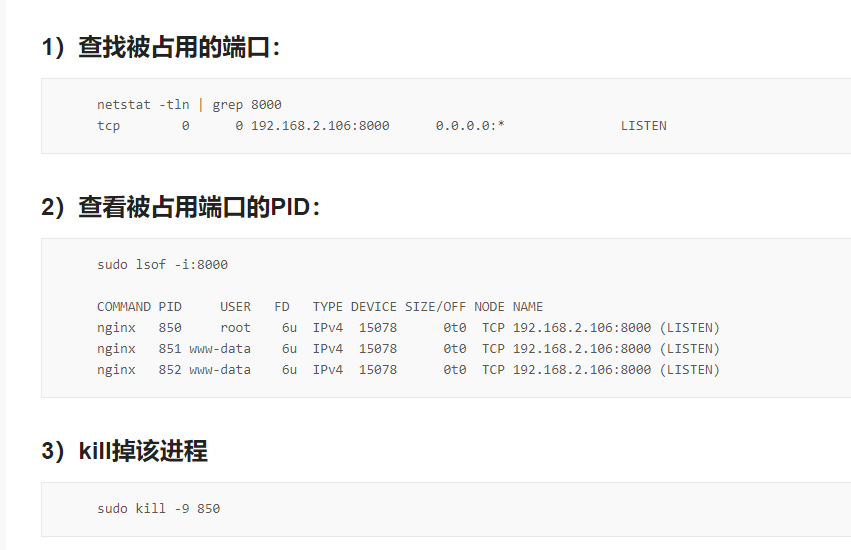 1）查找被占用的端口：
netstat -tln | grep 8000
tcp        0      0 192.168.2.106:8000      0.0.0.0:*               LISTEN
2）查看被占用端口的PID：
sudo lsof -i:8000
COMMAND PID     USER   FD   TYPE DEVICE SIZE/OFF NODE NAME
nginx   850     root    6u  IPv4  15078      0t0  TCP 192.168.2.106:8000 (LISTEN)
nginx   851 www-data    6u  IPv4  15078      0t0  TCP 192.168.2.106:8000 (LISTEN)
nginx   852 www-data    6u  IPv4  15078      0t0  TCP 192.168.2.106:8000 (LISTEN)
3）kill掉该进程
sudo kill -9 850